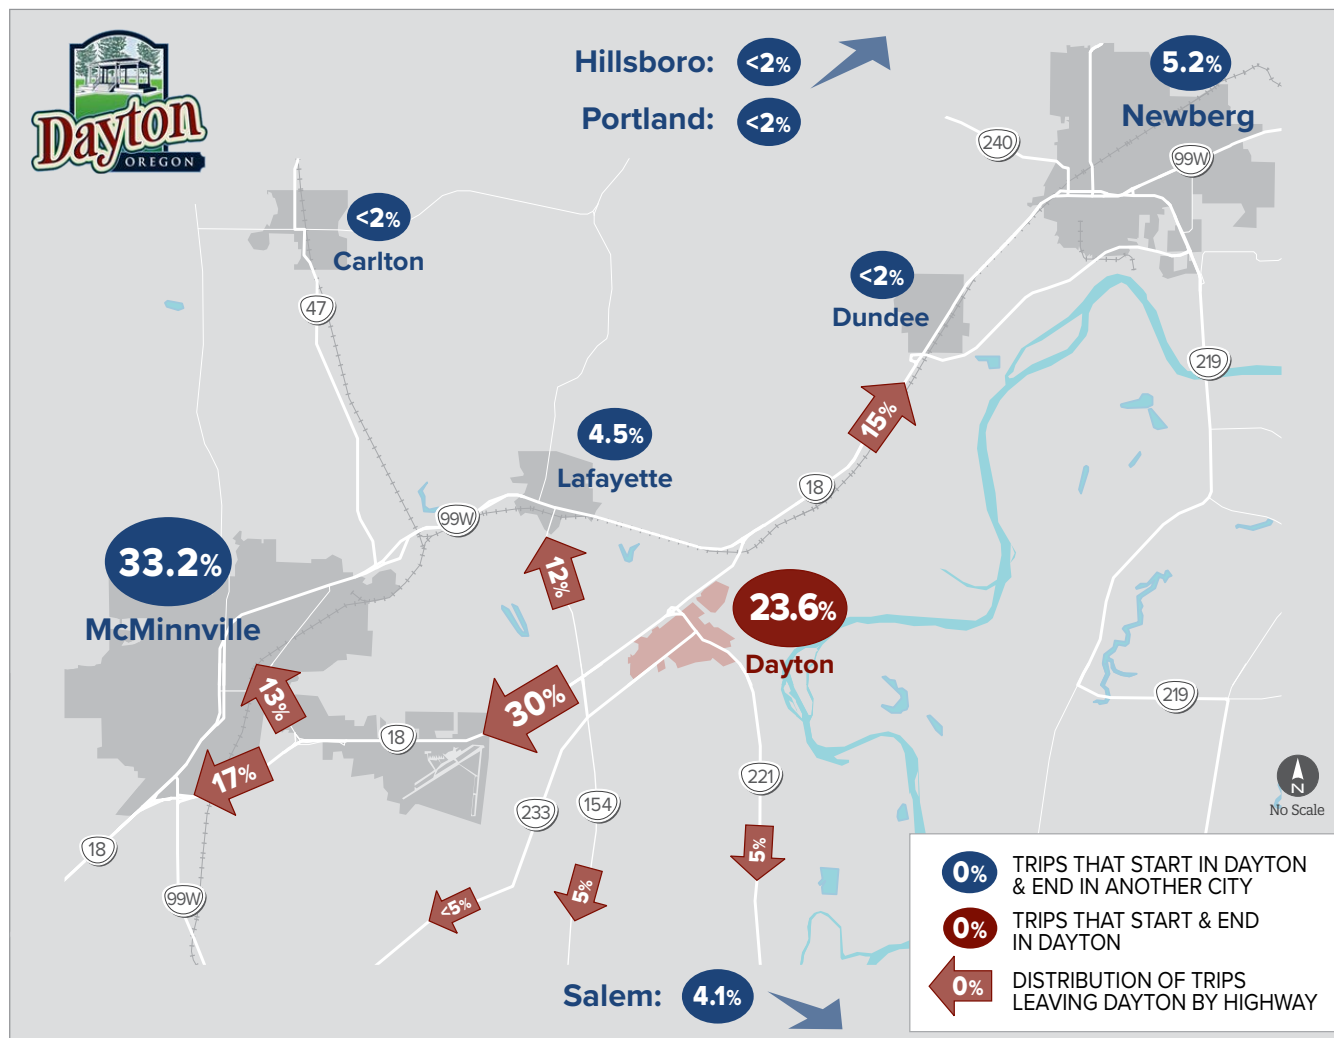 Dayton
OREGON
Hillsboro: <2%
Portland: <2%
5.2%
Newberg
240
99W
<2%
Carlton
47
<2%
Dundee
219
15%
4.5%
Lafayette
18
99W
33.2%
McMinnville
12%
23.6%
Dayton
13%
30%
219
18
17%
221
233
154
N
No Scale
18
5%
99W
<5%
5%
Salem: 4.1%
0% TRIPS THAT START IN DAYTON
& END IN ANOTHER CITY
0% TRIPS THAT START & END
IN DAYTON
0% DISTRIBUTION OF TRIPS
LEAVING DAYTON BY HIGHWAY